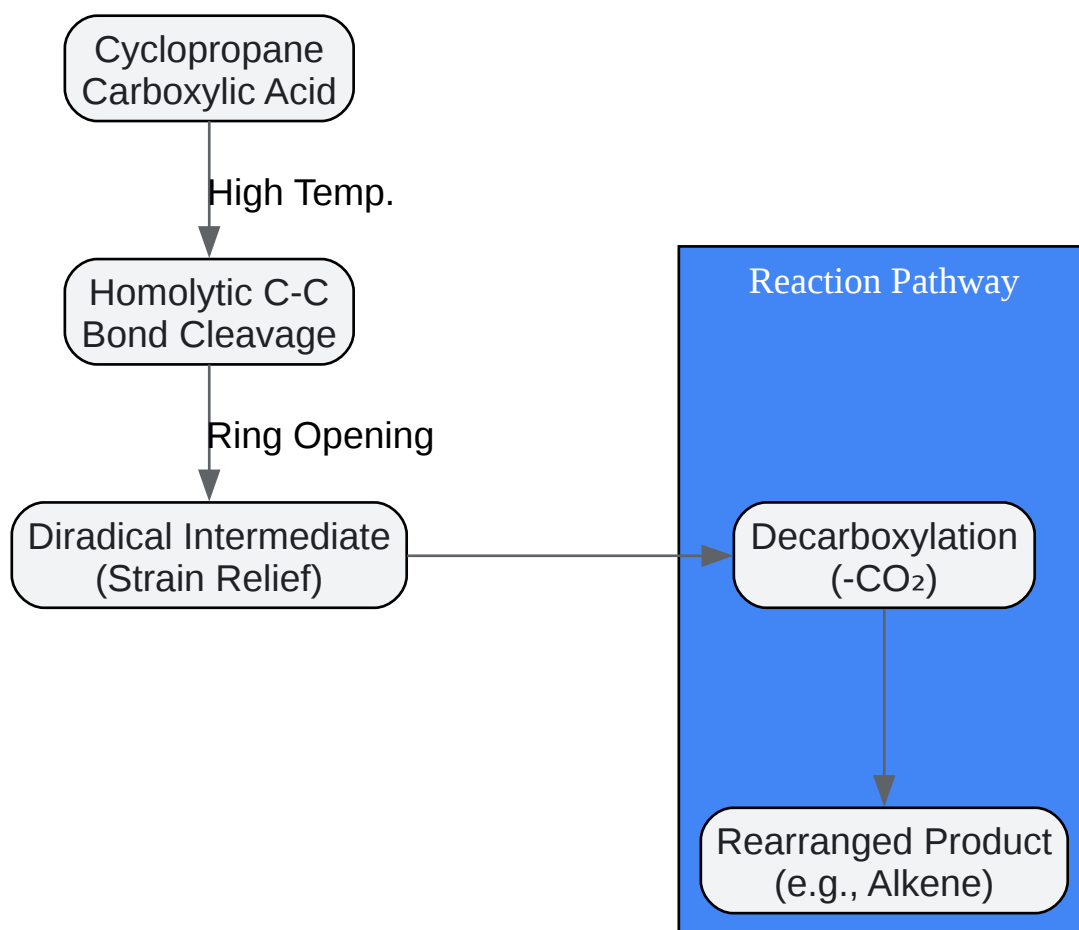 Cyclopropane
Carboxylic Acid
High Temp.
Homolytic C-C
Bond Cleavage
Ring Opening
Diradical Intermediate
(Strain Relief)
Reaction Pathway
Decarboxylation
(-CO₂)
Rearranged Product
(e.g., Alkene)